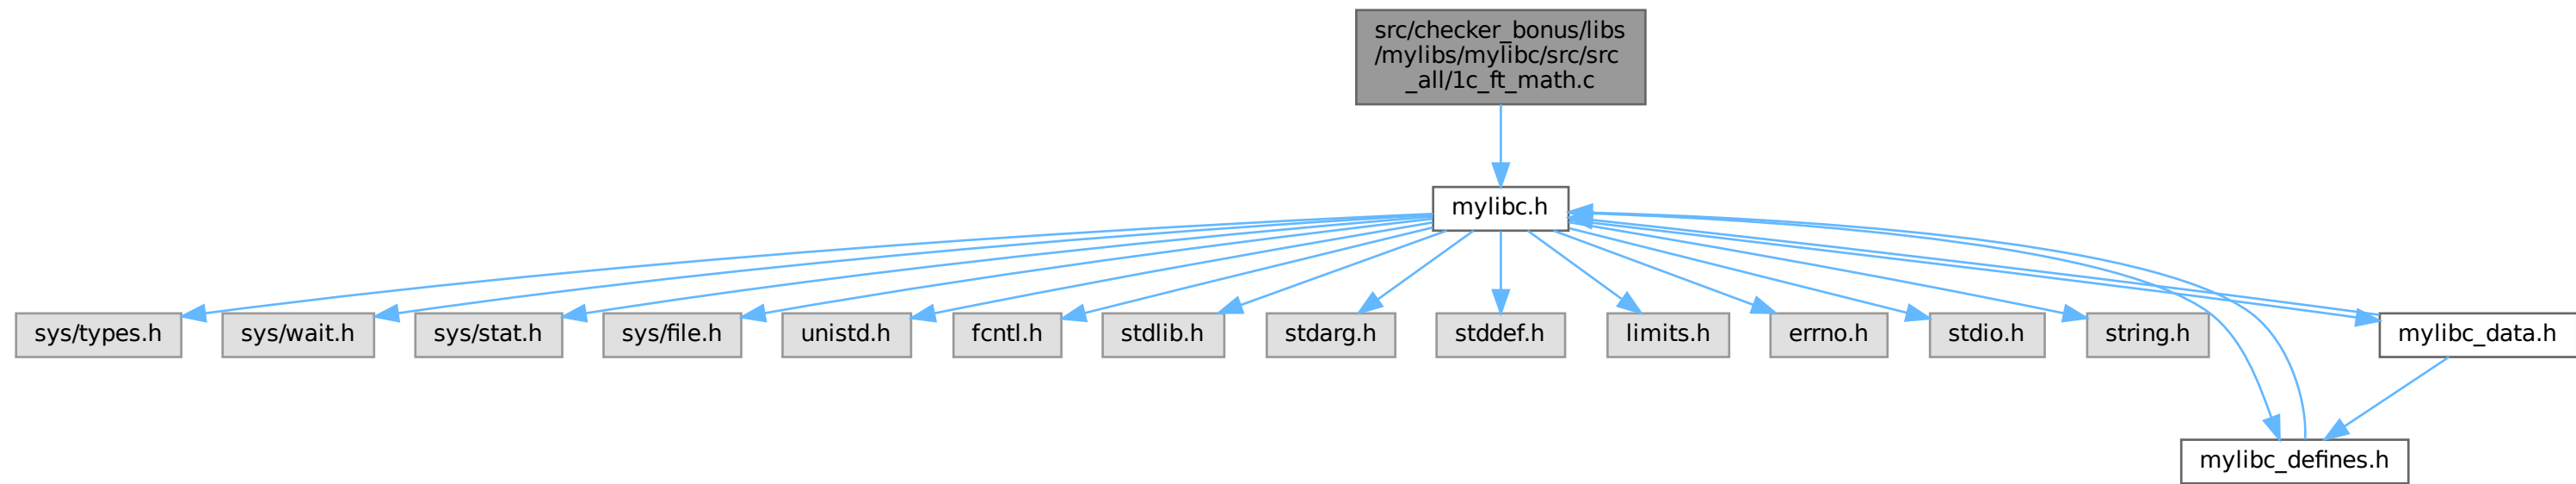 src/checker_bonus/libs
/mylibs/mylibc/src/src
_all/1c_ft_math.c
mylibc.h
sys/types.h
sys/wait.h
sys/stat.h
sys/file.h
unistd.h
fcntl.h
stdlib.h
stdarg.h
stddef.h
limits.h
errno.h
stdio.h
string.h
mylibc_data.h
mylibc_defines.h